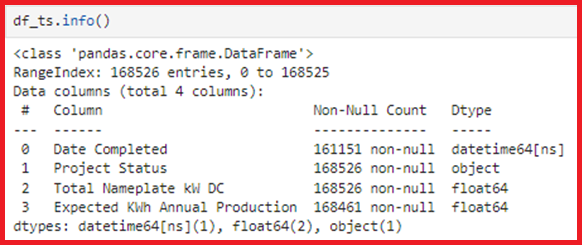 df_ts.info()
<class 'pandas.core.frame.DataFrame'>
RangeIndex: 168526 entries, 0 to 168525
Data columns (total 4 columns):
 #   Column                          Non-Null Count   Dtype
---  ------                          --------------   -----
 0   Date Completed                  161151 non-null  datetime64[ns]
 1   Project Status                  168526 non-null  object
 2   Total Nameplate kW DC           168526 non-null  float64
 3   Expected KWh Annual Production  168461 non-null  float64
dtypes: datetime64[ns](1), float64(2), object(1)